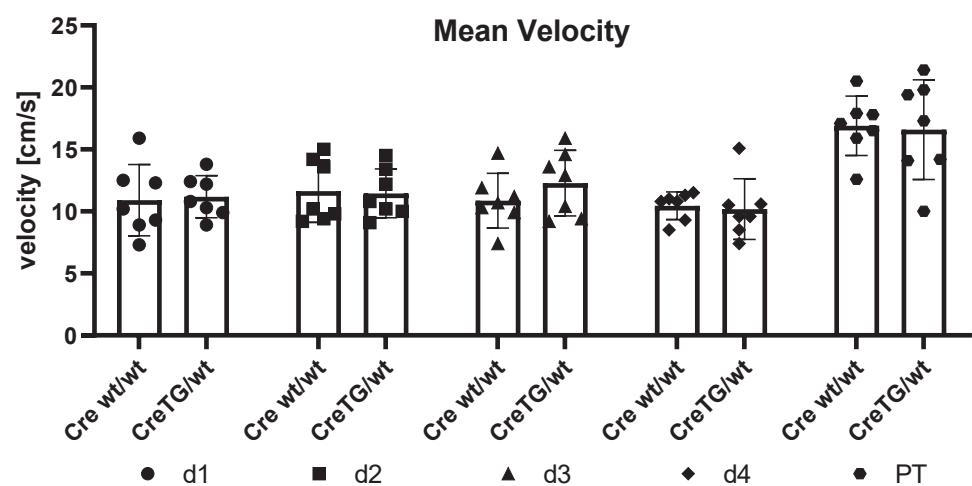 Mean Velocity
velocity [cm/s]
25
20
15
10
5
0
Cre wt/wt CreTG/wt Cre wt/wt CreTG/wt Cre wt/wt CreTG/wt Cre wt/wt CreTG/wt Cre wt/wt CreTG/wt
d1 d2 d3 d4 PT